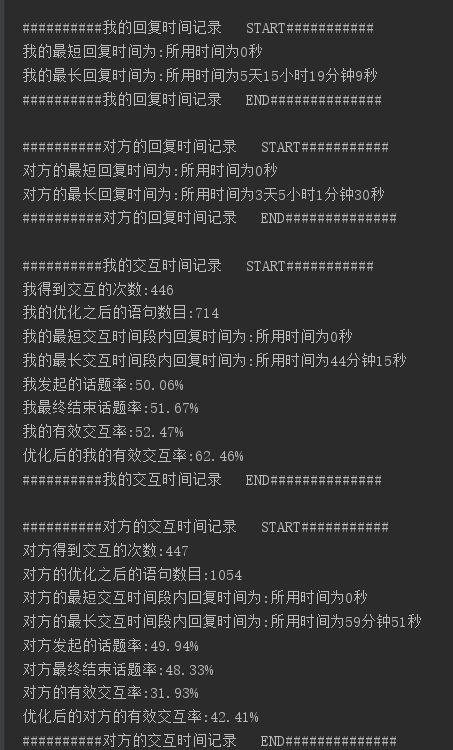 ##########我的回复时间记录   START###########
我的最短回复时间为:所用时间为0秒
我的最长回复时间为:所用时间为5天15小时19分钟9秒
##########我的回复时间记录   END##############
##########对方的回复时间记录   START###########
对方的最短回复时间为:所用时间为0秒
对方的最长回复时间为:所用时间为3天5小时1分钟30秒
##########对方的回复时间记录   END##############
##########我的交互时间记录   START###########
我得到交互的次数:446
我的优化之后的语句数目:714
我的最短交互时间段内回复时间为:所用时间为0秒
我的最长交互时间段内回复时间为:所用时间为44分钟15秒
我发起的话题率:50.06%
我最终结束话题率:51.67%
我的有效交互率:52.47%
优化后的我的有效交互率:62.46%
##########我的交互时间记录   END##############
##########对方的交互时间记录   START###########
对方得到交互的次数:447
对方的优化之后的语句数目:1054
对方的最短交互时间段内回复时间为:所用时间为0秒
对方的最长交互时间段内回复时间为:所用时间为59分钟51秒
对方发起的话题率:49.94%
对方最终结束话题率:48.33%
对方的有效交互率:31.93%
优化后的对方的有效交互率:42.41%
##########对方的交互时间记录   END##############